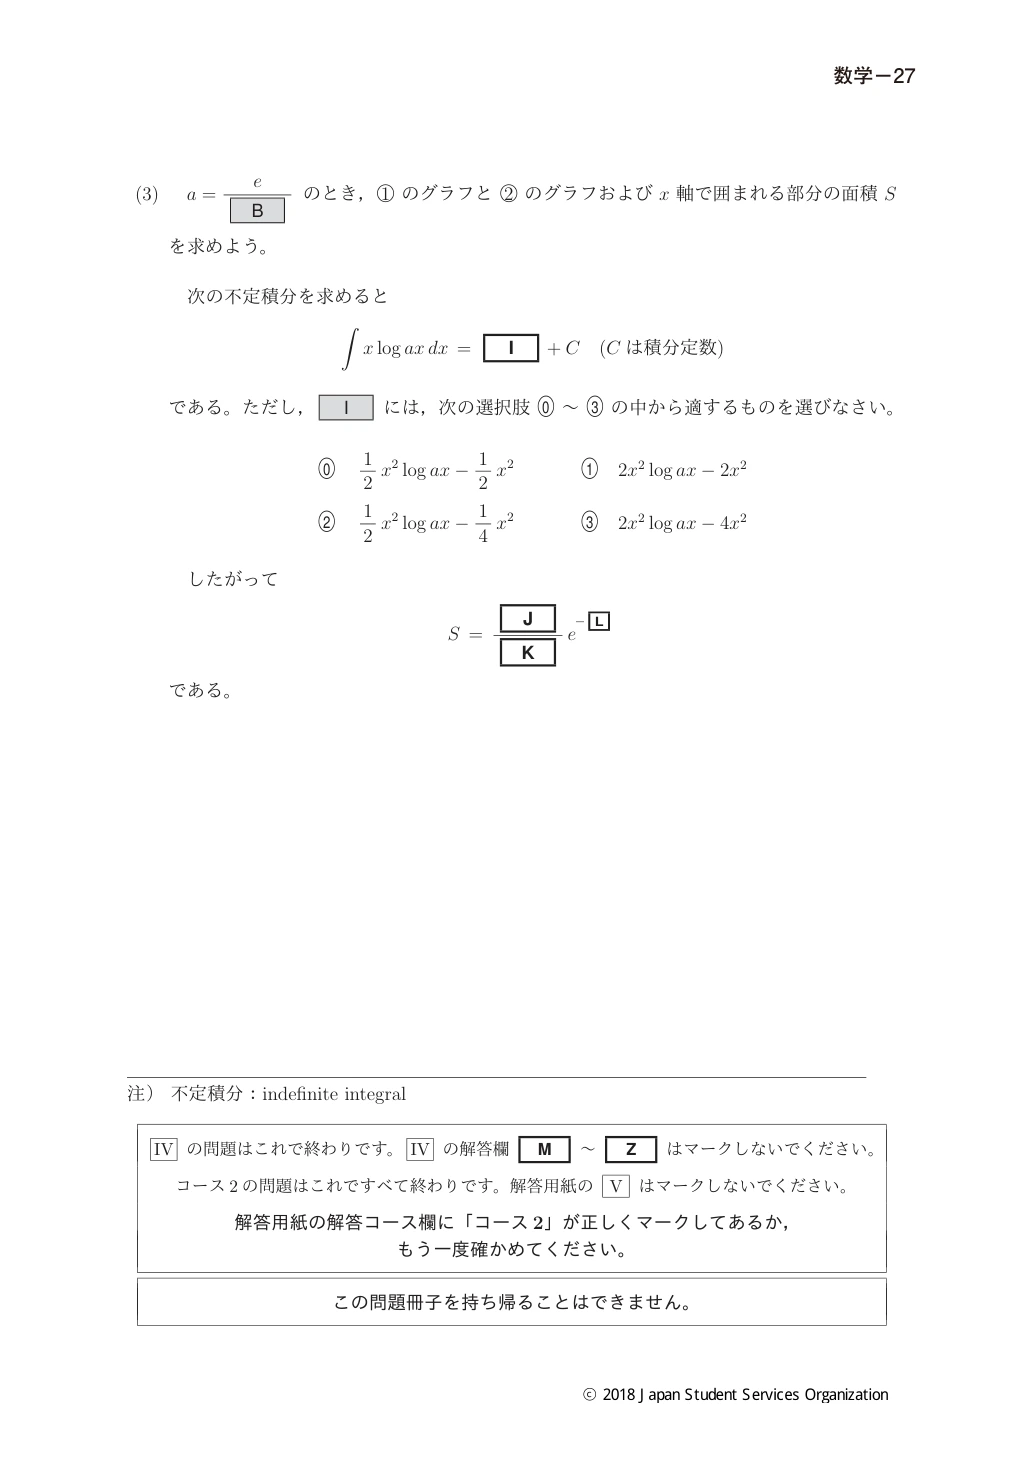 数学－27
(3) a = e / B のとき，① のグラフと ② のグラフおよび x 軸で囲まれる部分の面積 S
を求めよう。
次の不定積分を求めると
∫ x log ax dx = I + C (C は積分定数)
である。ただし， I には，次の選択肢 ⓪ ～ ③ の中から適するものを選びなさい。
⓪ 1/2 x² log ax − 1/2 x² ① 2x² log ax − 2x²
② 1/2 x² log ax − 1/4 x² ③ 2x² log ax − 4x²
したがって
S = J / K e^{− L}
である。
注） 不定積分：indefinite integral
IV の問題はこれで終わりです。 IV の解答欄 M ～ Z はマークしないでください。
コース 2 の問題はこれですべて終わりです。解答用紙の V はマークしないでください。
解答用紙の解答コース欄に「コース 2」が正しくマークしてあるか，
もう一度確かめてください。
この問題冊子を持ち帰ることはできません。
© 2018 Japan Student Services Organization